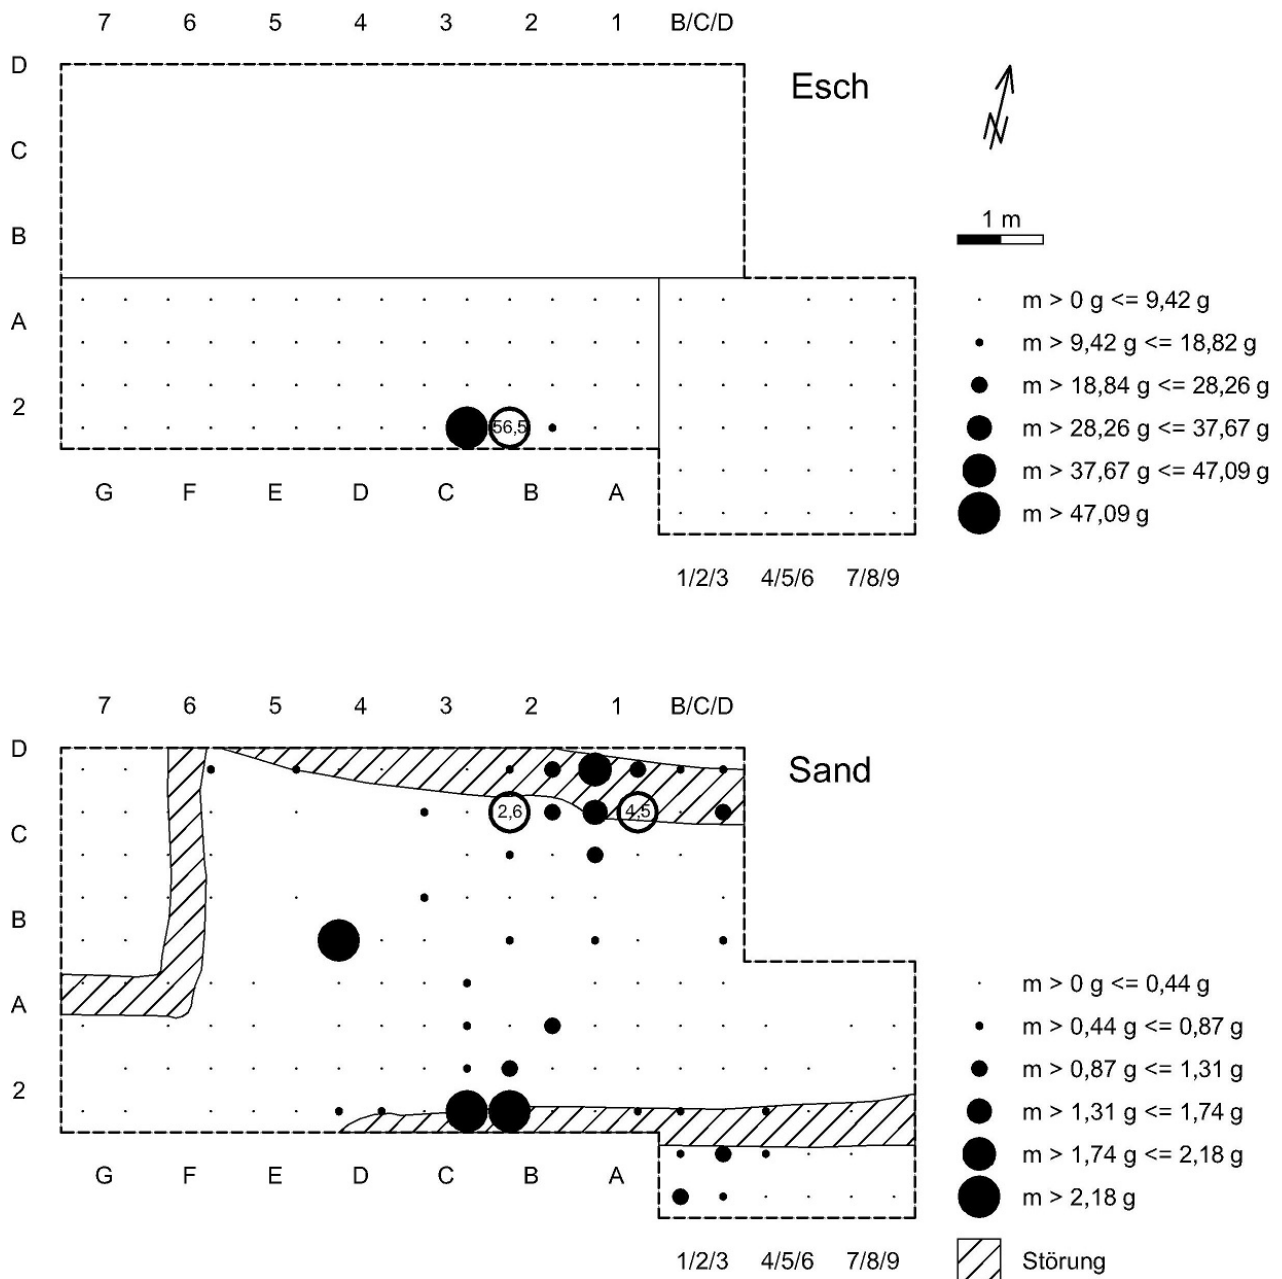 7 6 5 4 3 2 1 B/C/D
D
Esch
C
N
1 m
B
m > 0 g <= 9,42 g
A
m > 9,42 g <= 18,82 g
m > 18,84 g <= 28,26 g
2
56,5
m > 28,26 g <= 37,67 g
m > 37,67 g <= 47,09 g
G F E D C B A
m > 47,09 g
1/2/3 4/5/6 7/8/9
7 6 5 4 3 2 1 B/C/D
D
Sand
2,6 4,5
C
B
m > 0 g <= 0,44 g
A
m > 0,44 g <= 0,87 g
m > 0,87 g <= 1,31 g
2
m > 1,31 g <= 1,74 g
m > 1,74 g <= 2,18 g
G F E D C B A
m > 2,18 g
1/2/3 4/5/6 7/8/9
Störung